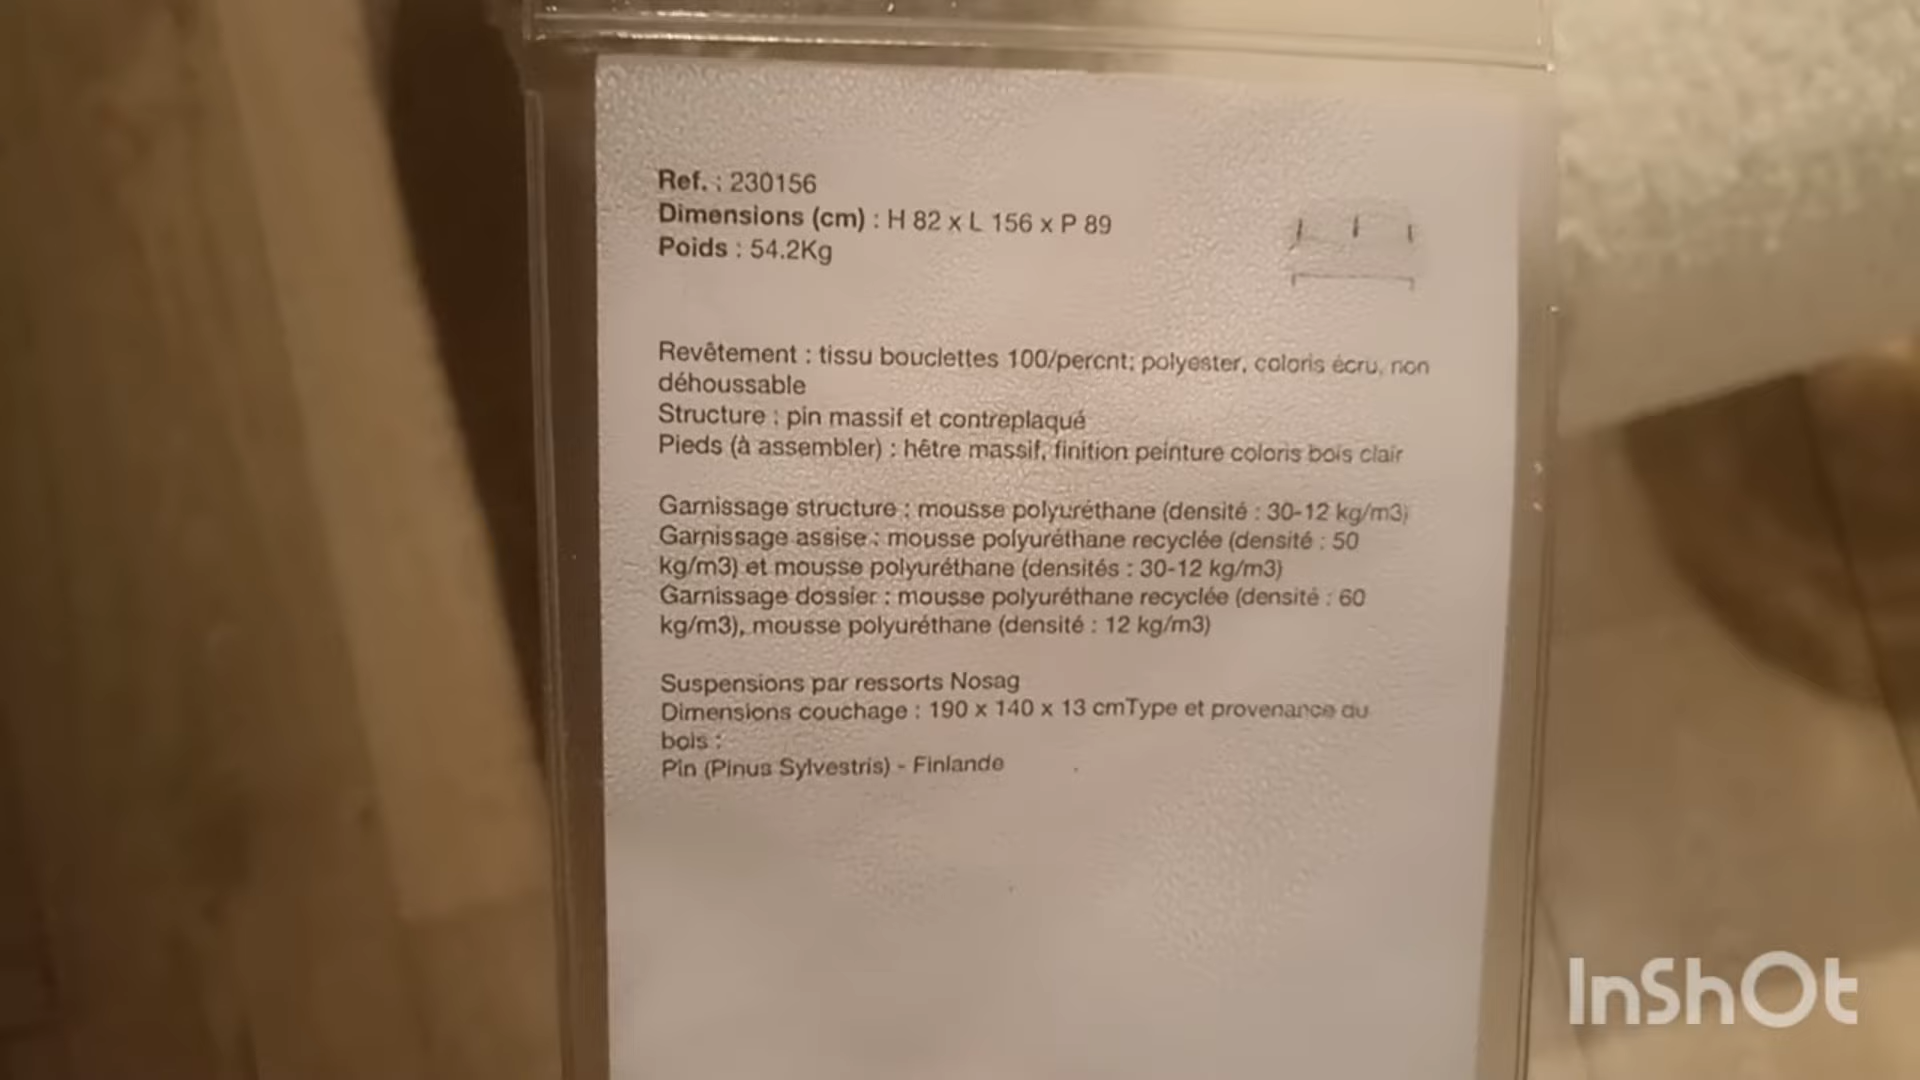 Ref. : 230156
Dimensions (cm) : H 82 x L 156 x P 89
Poids : 54.2Kg
Revêtement : tissu bouclettes 100/percnt; polyester, coloris écru, non
déhoussable
Structure : pin massif et contreplaqué
Pieds (à assembler) : hêtre massif, finition peinture coloris bois clair
Garnissage structure : mousse polyuréthane (densité : 30-12 kg/m3)
Garnissage assise : mousse polyuréthane recyclée (densité : 50
kg/m3) et mousse polyuréthane (densités : 30-12 kg/m3)
Garnissage dossier : mousse polyuréthane recyclée (densité : 60
kg/m3), mousse polyuréthane (densité : 12 kg/m3)
Suspensions par ressorts Nosag
Dimensions couchage : 190 x 140 x 13 cmType et provenance du
bois :
Pin (Pinus Sylvestris) - Finlande
InShOt